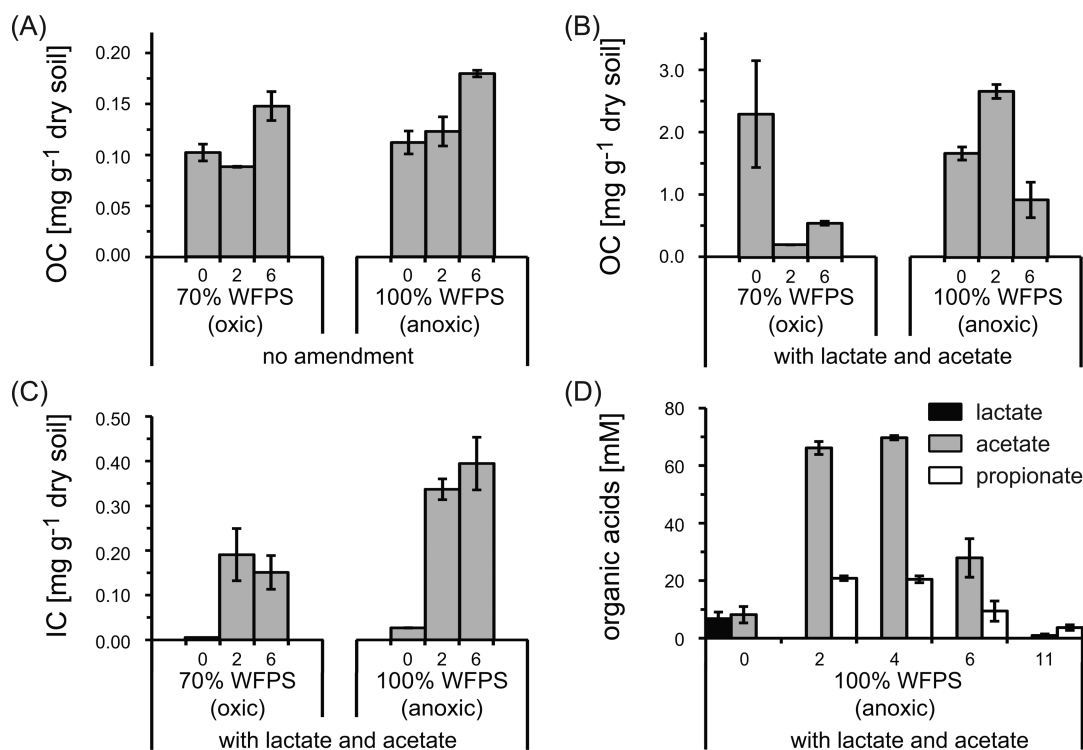 (A)
OC [mg g⁻¹ dry soil]
0.20
0.15
0.10
0.05
0.00
0 2 6 0 2 6
70% WFPS 100% WFPS
(oxic) (anoxic)
no amendment
(B)
OC [mg g⁻¹ dry soil]
3.0
2.0
1.0
0.0
0 2 6 0 2 6
70% WFPS 100% WFPS
(oxic) (anoxic)
with lactate and acetate
(C)
IC [mg g⁻¹ dry soil]
0.50
0.40
0.30
0.20
0.10
0.00
0 2 6 0 2 6
70% WFPS 100% WFPS
(oxic) (anoxic)
with lactate and acetate
(D)
organic acids [mM]
80
60
40
20
0
lactate
acetate
propionate
0 2 4 6 11
100% WFPS
(anoxic)
with lactate and acetate